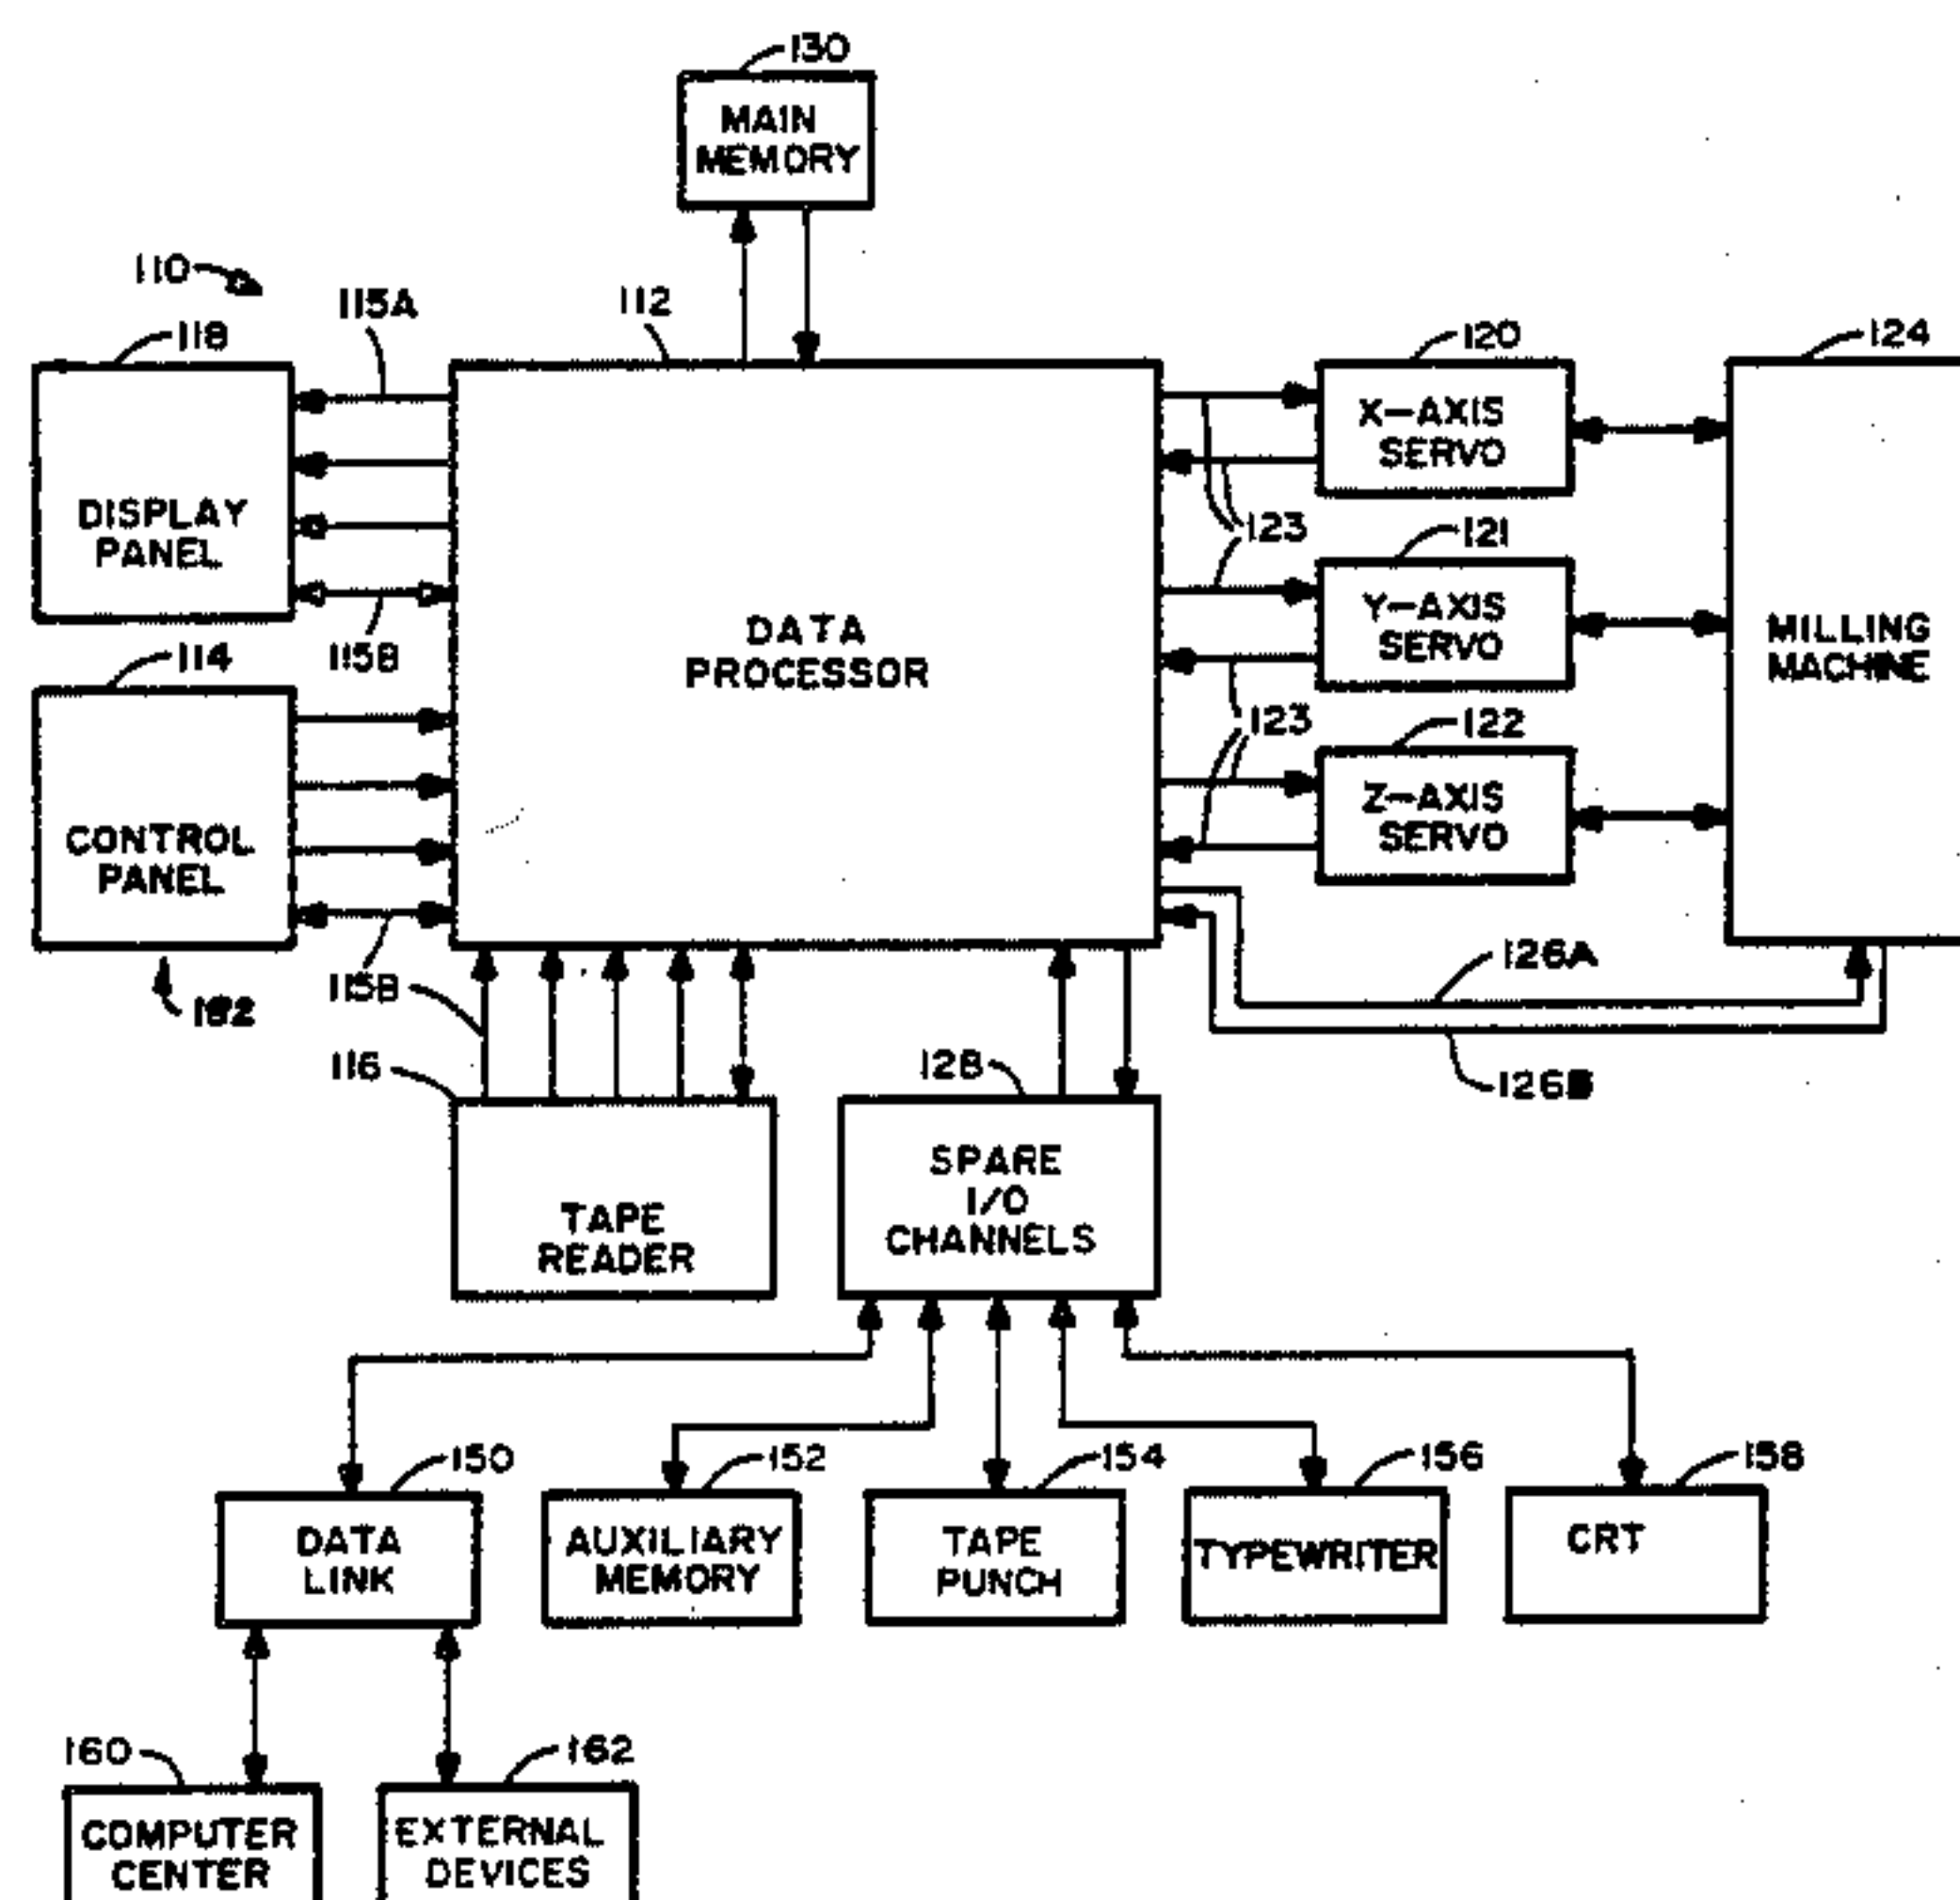 130
MAIN
MEMORY
110
115A
112
118
120
124
X-AXIS
SERVO
DISPLAY
PANEL
123
121
115B
114
DATA
PROCESSOR
Y-AXIS
SERVO
MILLING
MACHINE
123
122
Z-AXIS
SERVO
CONTROL
PANEL
115B
126A
116
128
126B
SPARE
I/O
CHANNELS
TAPE
READER
150
152
154
156
158
DATA
LINK
AUXILIARY
MEMORY
TAPE
PUNCH
TYPEWRITER
CRT
160
162
COMPUTER
CENTER
EXTERNAL
DEVICES